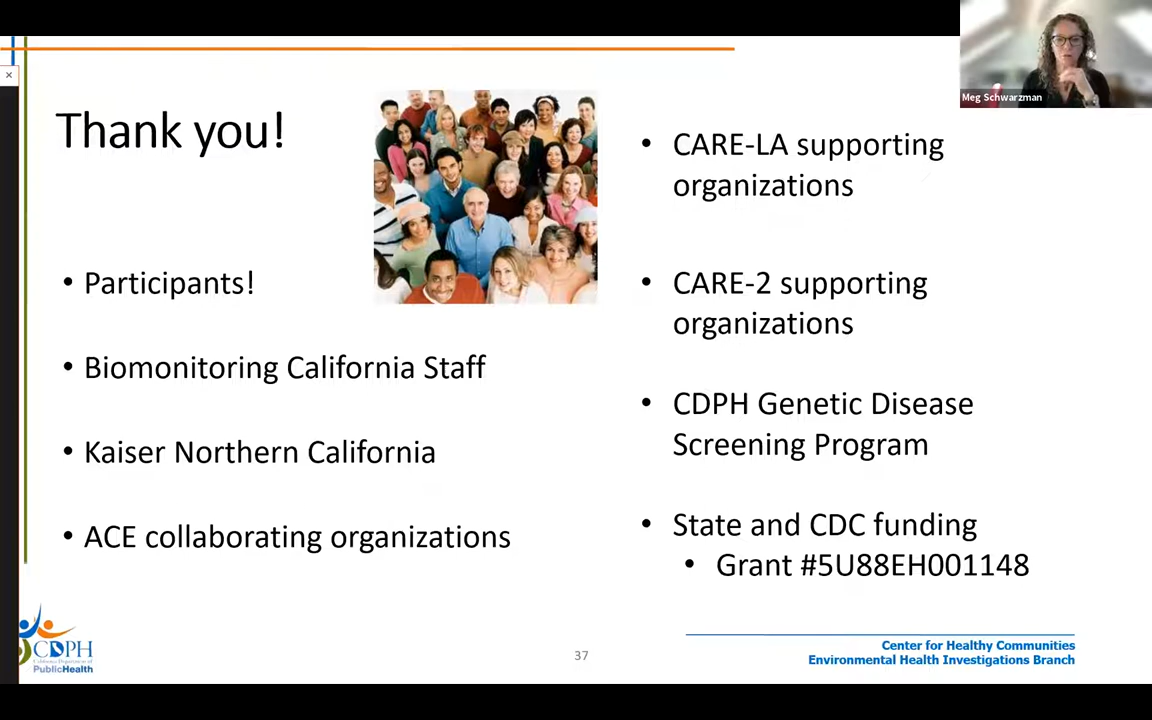 Meg Schwarzman
×
Thank you!
• Participants!
• Biomonitoring California Staff
• Kaiser Northern California
• ACE collaborating organizations
• CARE-LA supporting
organizations
• CARE-2 supporting
organizations
• CDPH Genetic Disease
Screening Program
• State and CDC funding
• Grant #5U88EH001148
CDPH
California Department of
PublicHealth
37
Center for Healthy Communities
Environmental Health Investigations Branch